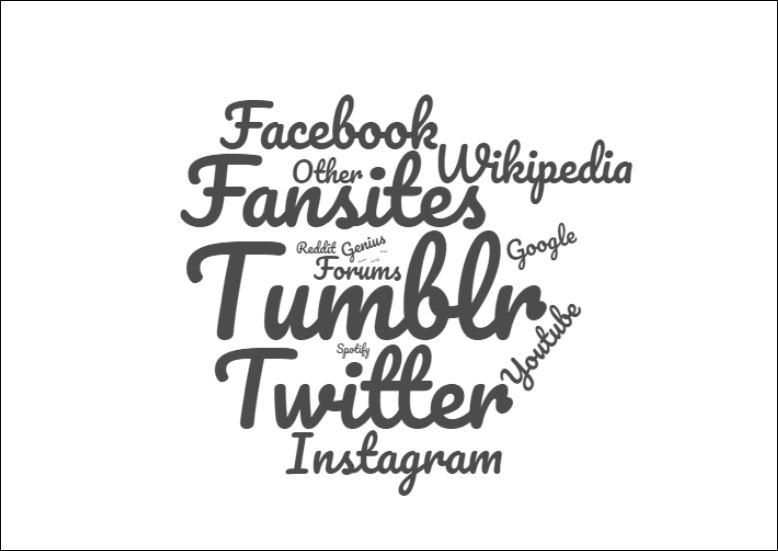 Facebook
Wikipedia
Other
Fansites
Google
Reddit
Genius
Forums
Tumblr
Youtube
Spotify
Twitter
Instagram